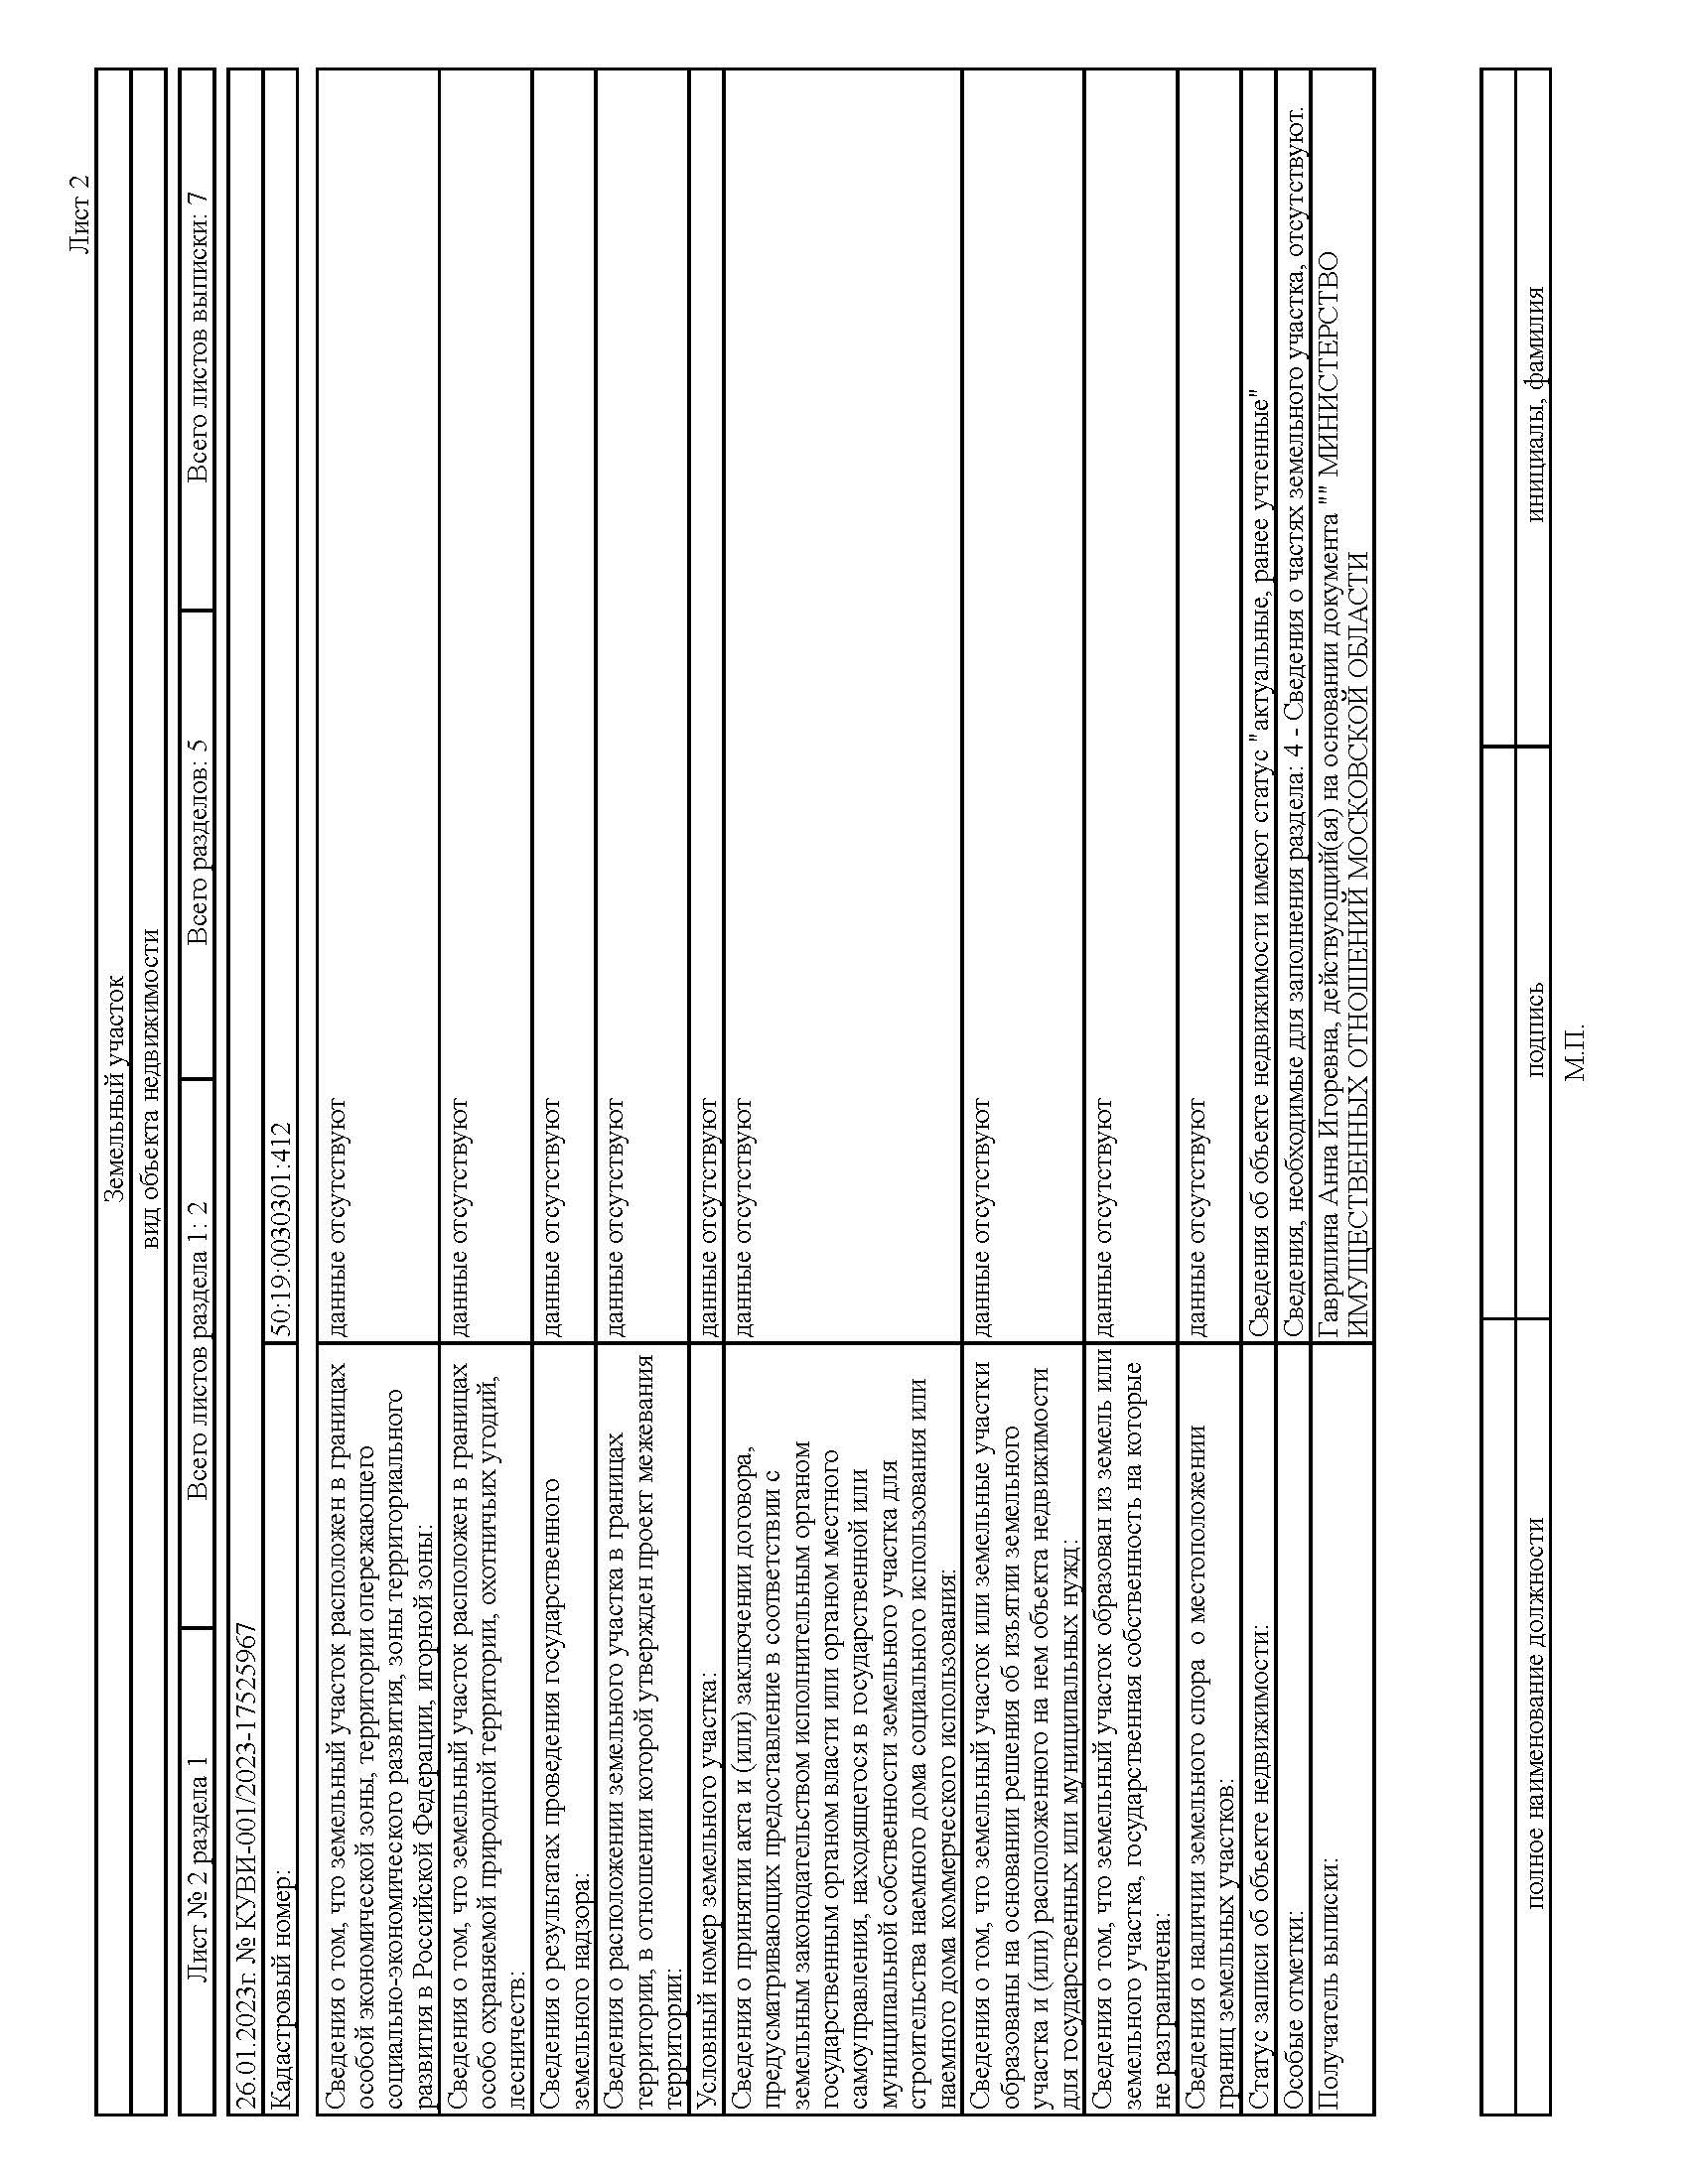 Лист 2
Земельный участок
вид объекта недвижимости
Лист № 2 раздела 1
Всего листов раздела 1: 2
Всего разделов: 5
Всего листов выписки: 7
26.01.2023г. № КУВИ-001/2023-17525967
Кадастровый номер:
50:19:0030301:412
Сведения о том, что земельный участок расположен в границах
особой экономической зоны, территории опережающего
социально-экономического развития, зоны территориального
развития в Российской Федерации, игорной зоны:
данные отсутствуют
Сведения о том, что земельный участок расположен в границах
особо охраняемой природной территории, охотничьих угодий,
лесничеств:
данные отсутствуют
Сведения о результатах проведения государственного
земельного надзора:
данные отсутствуют
Сведения о расположении земельного участка в границах
территории, в отношении которой утвержден проект межевания
территории:
данные отсутствуют
Условный номер земельного участка:
данные отсутствуют
Сведения о принятии акта и (или) заключении договора,
предусматривающих предоставление в соответствии с
земельным законодательством исполнительным органом
государственным органом власти или органом местного
самоуправления, находящегося в государственной или
муниципальной собственности земельного участка для
строительства наемного дома социального использования или
наемного дома коммерческого использования:
данные отсутствуют
Сведения о том, что земельный участок или земельные участки
образованы на основании решения об изъятии земельного
участка и (или) расположенного на нем объекта недвижимости
для государственных или муниципальных нужд:
данные отсутствуют
Сведения о том, что земельный участок образован из земель или
земельного участка, государственная собственность на которые
не разграничена:
данные отсутствуют
Сведения о наличии земельного спора о местоположении
границ земельных участков:
данные отсутствуют
Статус записи об объекте недвижимости:
Сведения об объекте недвижимости имеют статус "актуальные, ранее учтенные"
Особые отметки:
Сведения, необходимые для заполнения раздела: 4 - Сведения о частях земельного участка, отсутствуют.
Получатель выписки:
Гаврилина Анна Игоревна, действующий(ая) на основании документа "" МИНИСТЕРСТВО
ИМУЩЕСТВЕННЫХ ОТНОШЕНИЙ МОСКОВСКОЙ ОБЛАСТИ
полное наименование должности
подпись
инициалы, фамилия
М.П.